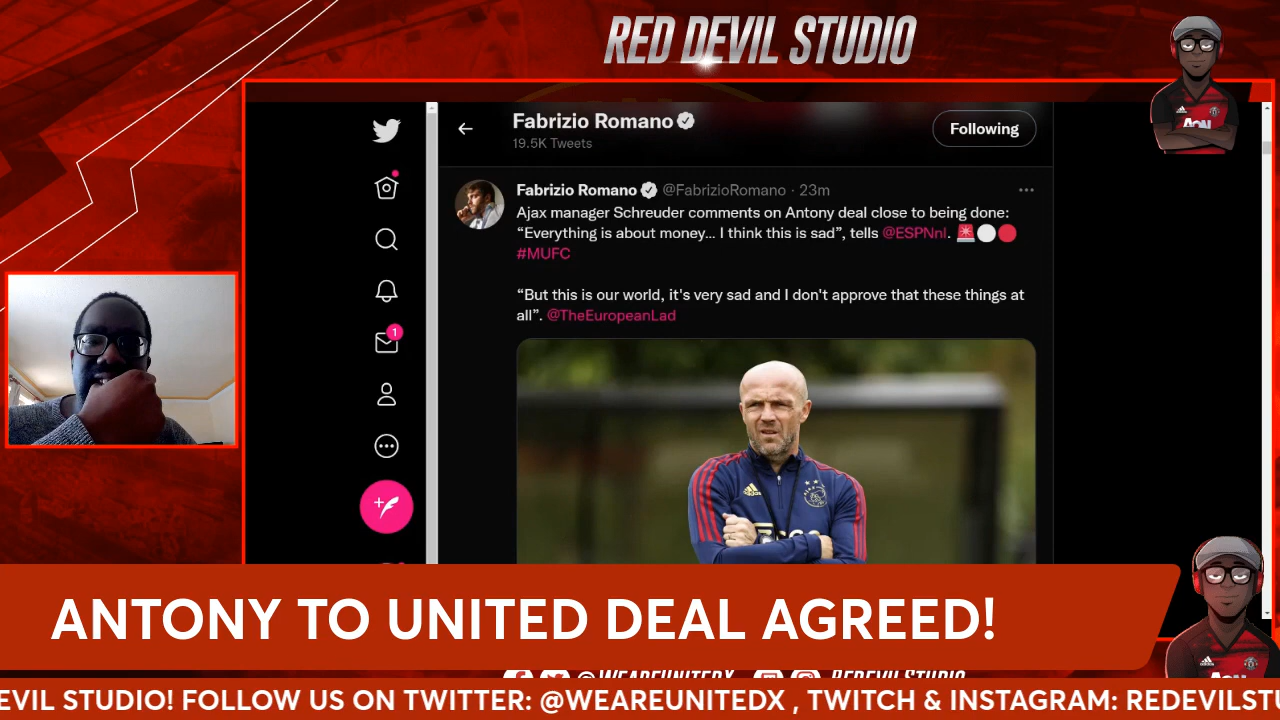 RED DEVIL STUDIO
Fabrizio Romano
19.5K Tweets
Following
Fabrizio Romano @FabrizioRomano · 23m
Ajax manager Schreuder comments on Antony deal close to being done:
“Everything is about money... I think this is sad”, tells @ESPNnl. 🚨⚪🔴
#MUFC
“But this is our world, it's very sad and I don't approve that these things at
all”. @TheEuropeanLad
1
AON
ANTONY TO UNITED DEAL AGREED!
@WEAREUNITEDX REDEVILSTUDIO
EVIL STUDIO! FOLLOW US ON TWITTER: @WEAREUNITEDX , TWITCH & INSTAGRAM: REDEVILSTU